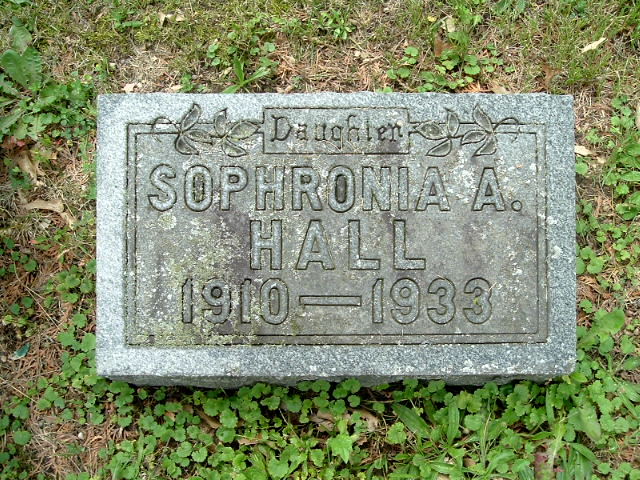 Daughter
SOPHRONIA A.
HALL
1910—1933